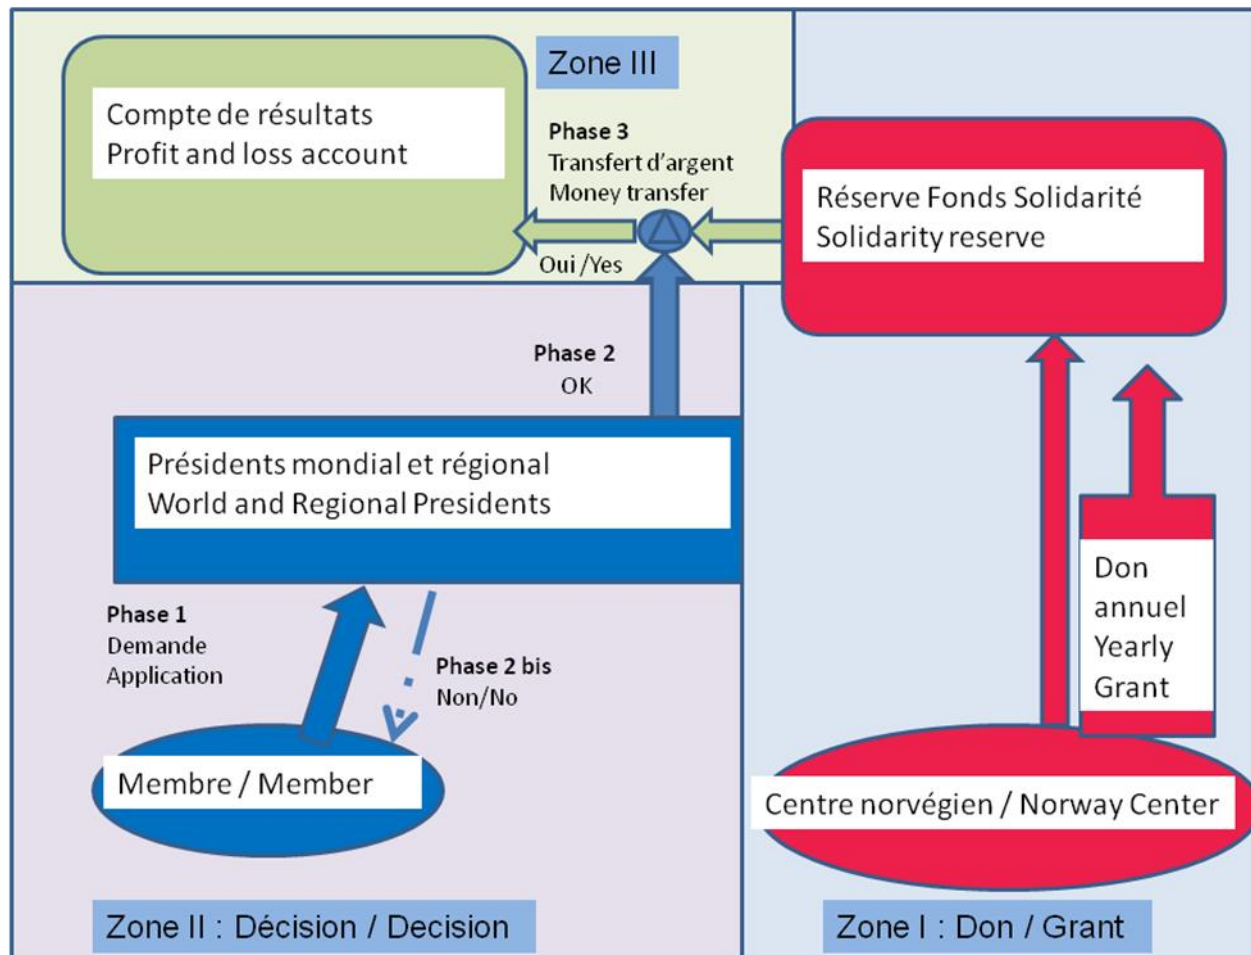 Zone III
Compte de résultats
Profit and loss account
Phase 3
Transfert d'argent
Money transfer
Oui /Yes
Réserve Fonds Solidarité
Solidarity reserve
Phase 2
OK
Présidents mondial et régional
World and Regional Presidents
Phase 1
Demande
Application
Phase 2 bis
Non/No
Membre / Member
Don
annuel
Yearly
Grant
Centre norvégien / Norway Center
Zone II : Décision / Decision
Zone I : Don / Grant